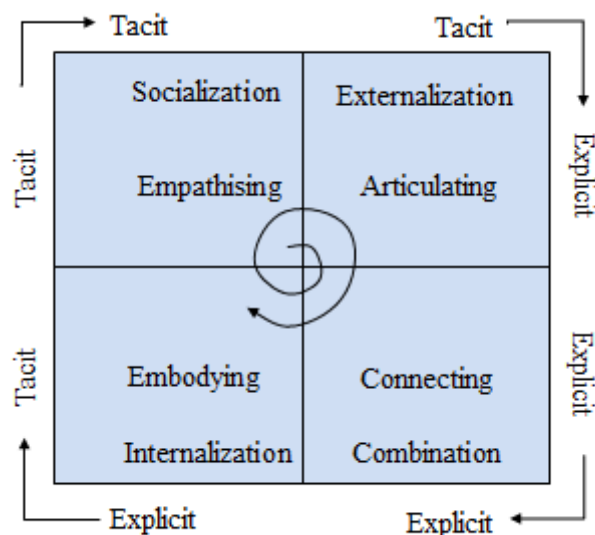 Tacit
Tacit
Socialization
Externalization
Tacit
Empathising
Articulating
Explicit
Tacit
Embodying
Connecting
Explicit
Internalization
Combination
Explicit
Explicit